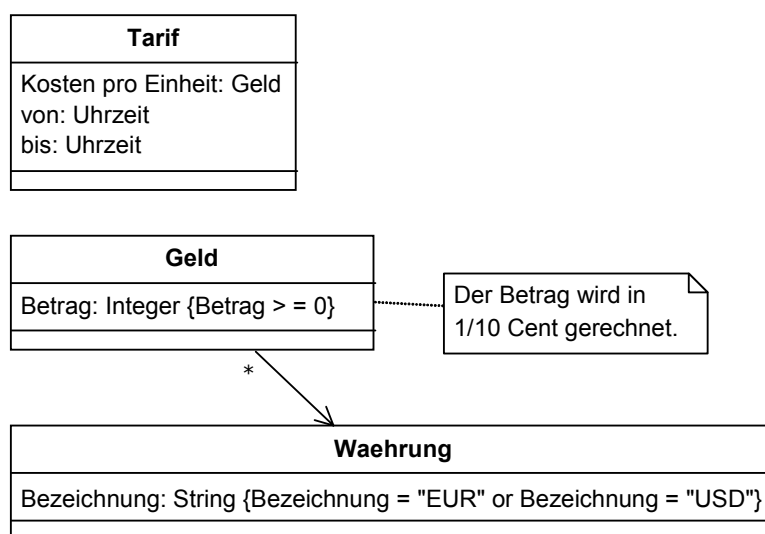 Tarif
Kosten pro Einheit: Geld
von: Uhrzeit
bis: Uhrzeit
Geld
Betrag: Integer {Betrag > = 0}
Der Betrag wird in
1/10 Cent gerechnet.
*
Waehrung
Bezeichnung: String {Bezeichnung = "EUR" or Bezeichnung = "USD"}